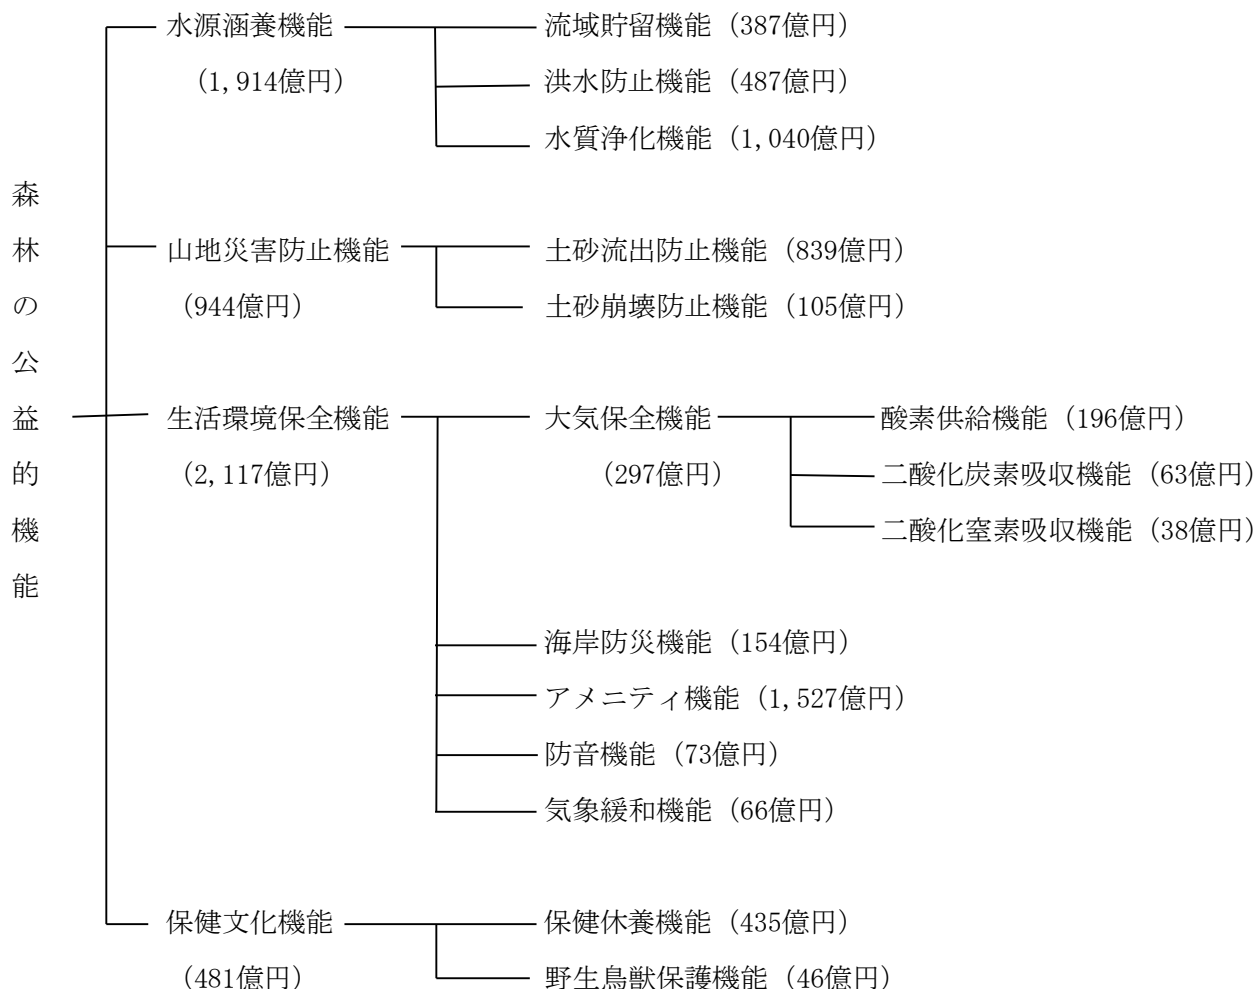 森林の公益的機能
水源涵養機能 流域貯留機能（387億円）
（1,914億円） 洪水防止機能（487億円）
水質浄化機能（1,040億円）
山地災害防止機能 土砂流出防止機能（839億円）
（944億円） 土砂崩壊防止機能（105億円）
生活環境保全機能 大気保全機能 酸素供給機能（196億円）
（2,117億円） （297億円） 二酸化炭素吸収機能（63億円）
二酸化窒素吸収機能（38億円）
海岸防災機能（154億円）
アメニティ機能（1,527億円）
防音機能（73億円）
気象緩和機能（66億円）
保健文化機能 保健休養機能（435億円）
（481億円） 野生鳥獣保護機能（46億円）